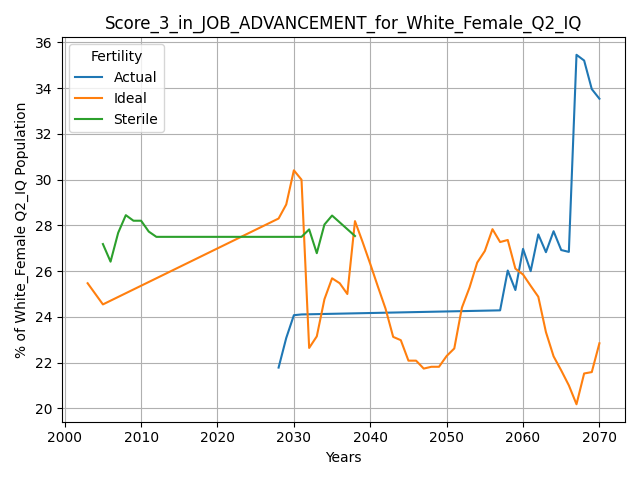 Score_3_in_JOB_ADVANCEMENT_for_White_Female_Q2_IQ
Fertility
Actual
Ideal
Sterile
% of White_Female Q2_IQ Population
36
34
32
30
28
26
24
22
20
2000 2010 2020 2030 2040 2050 2060 2070
Years